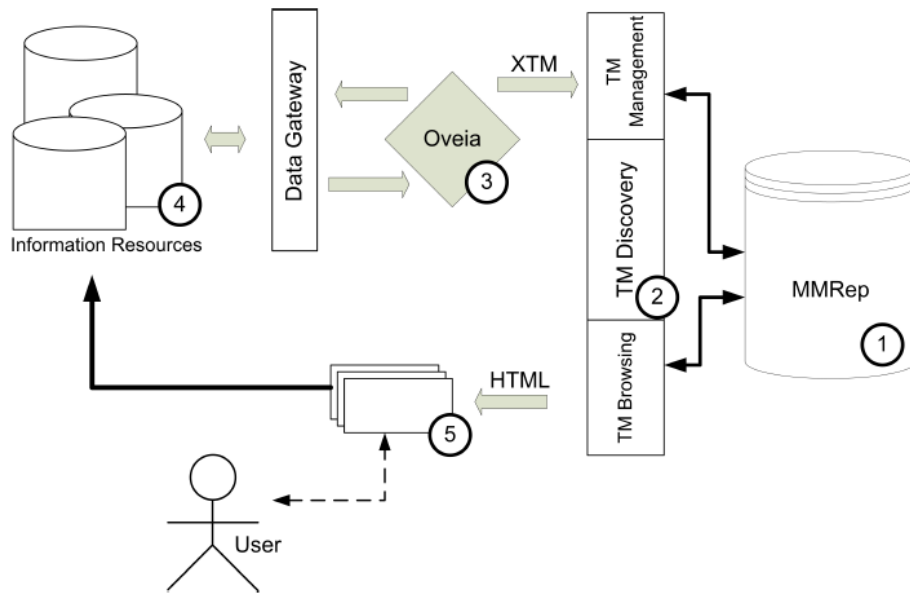 XTM
TM
Management
Data Gateway
Oveia
3
4
Information Resources
TM Discovery
2
MMRep
1
HTML
TM Browsing
5
User